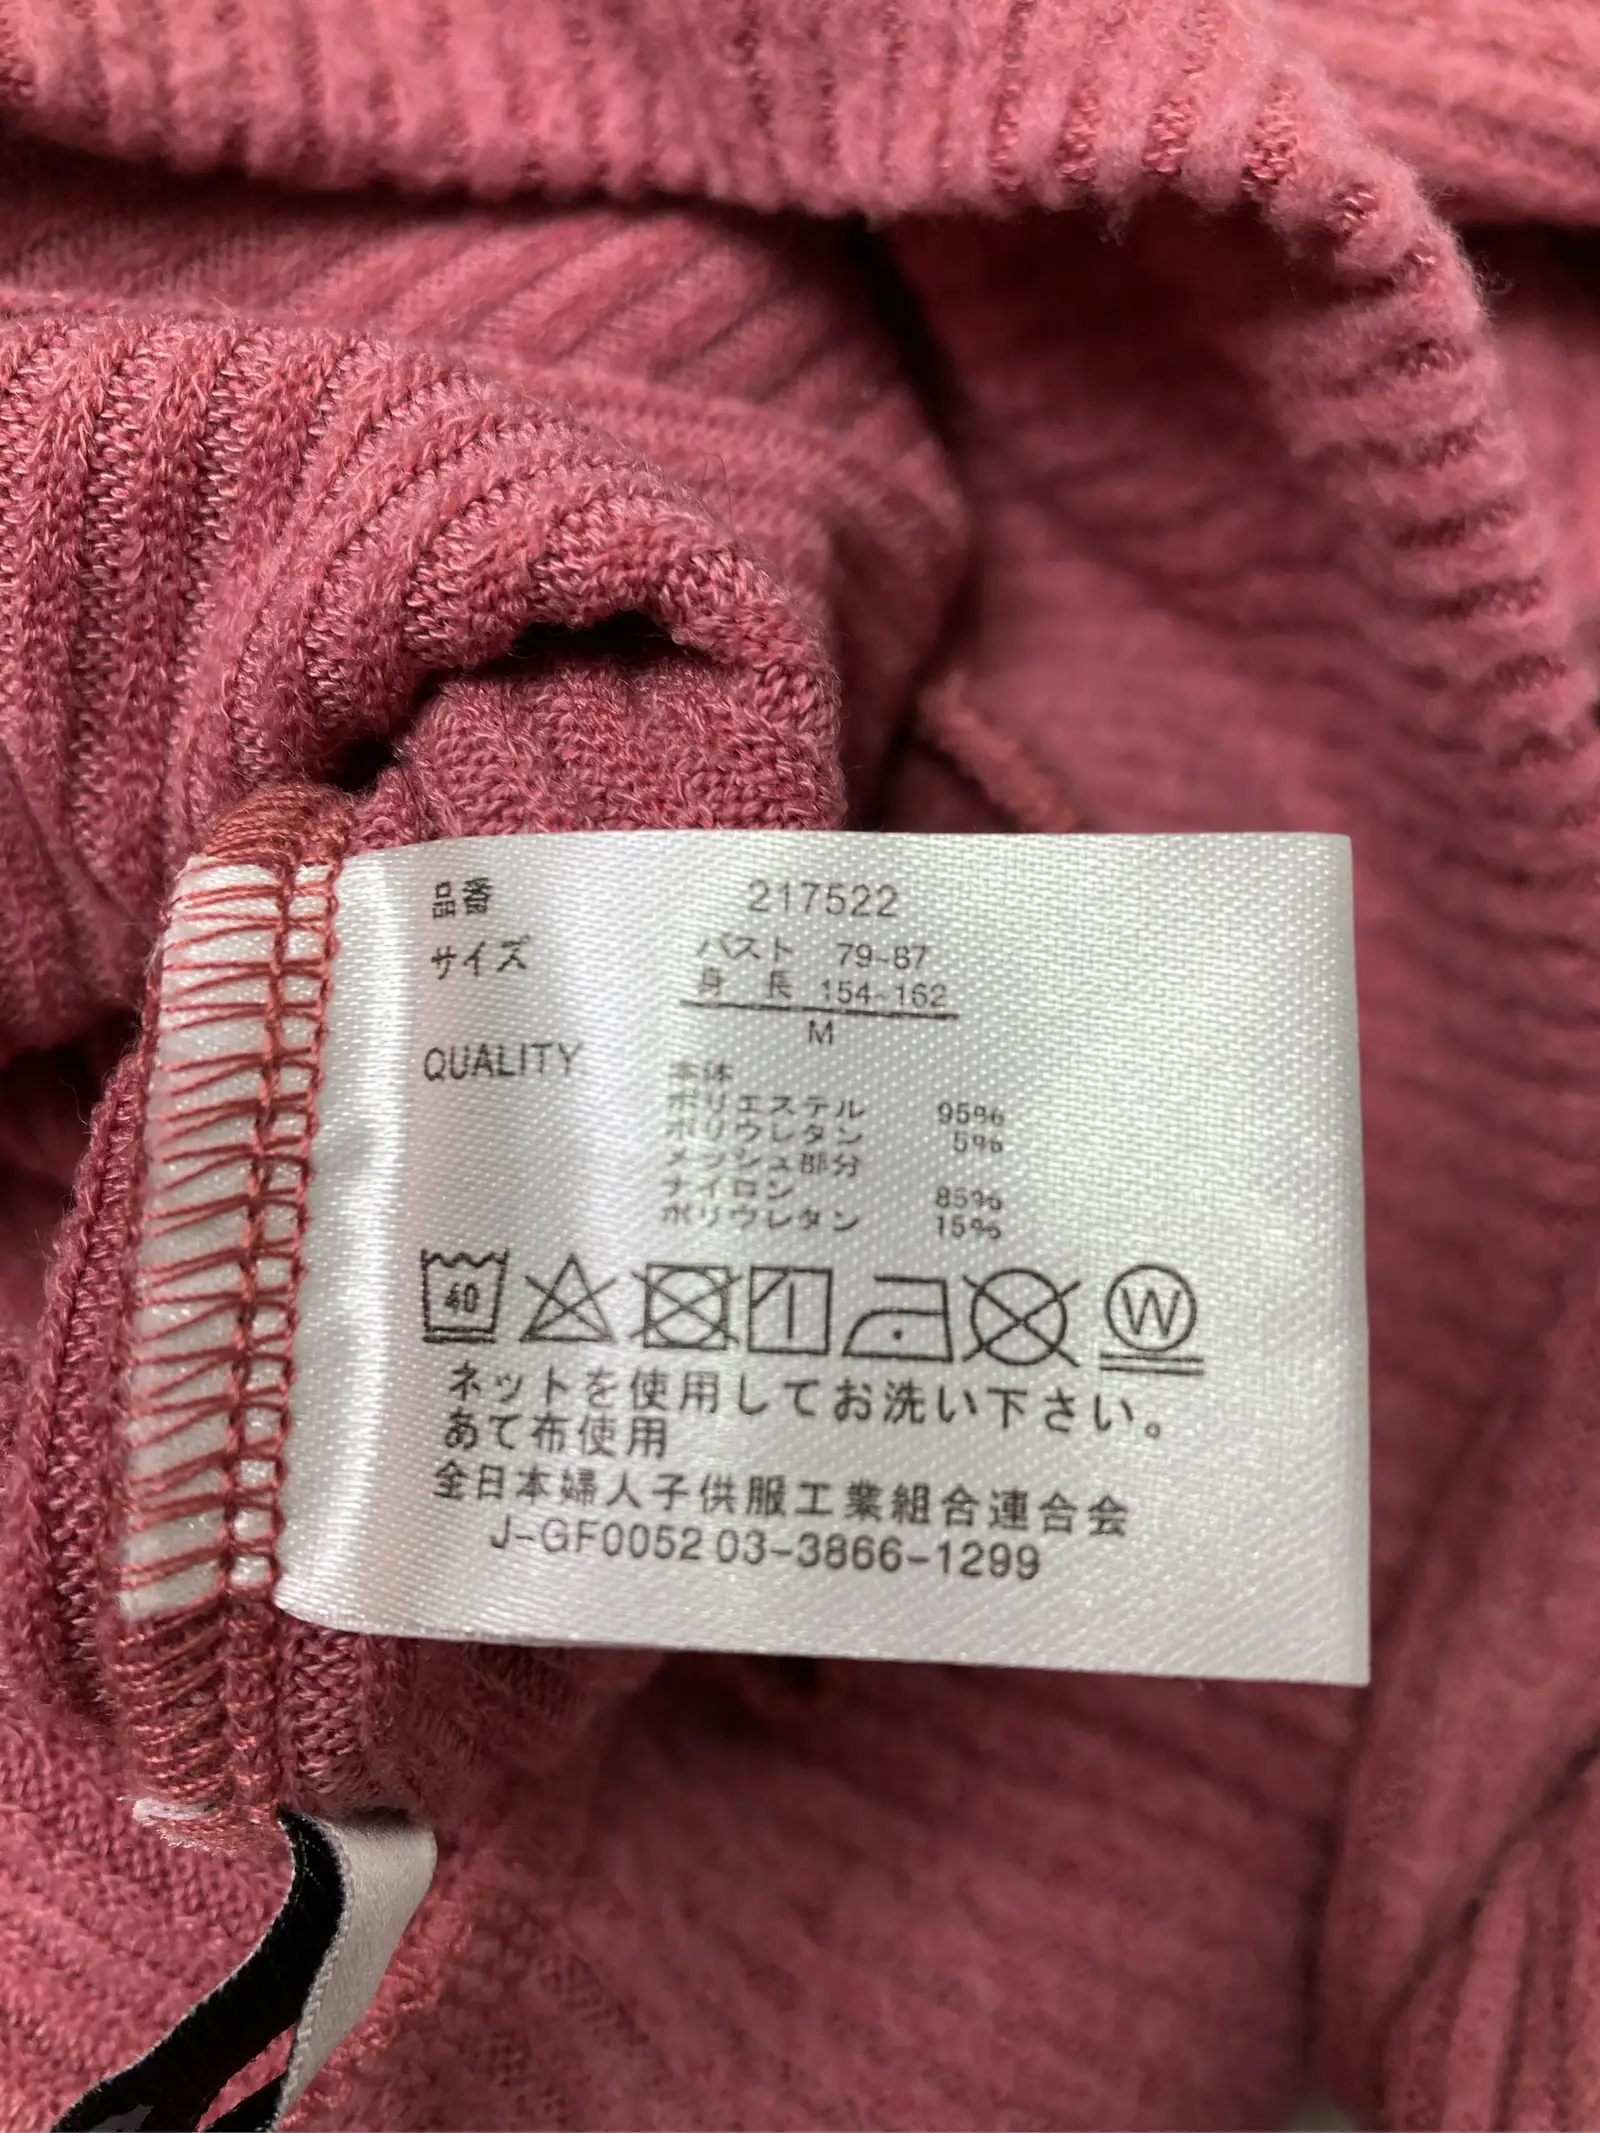 品番 217522
サイズ バスト 79-87
身長 154-162
M
QUALITY 本体
ポリエステル 95%
ポリウレタン 5%
メッシュ部分
ナイロン 85%
ポリウレタン 15%
40 W
ネットを使用してお洗い下さい。
あて布使用
全日本婦人子供服工業組合連合会
J-GF0052 03-3866-1299